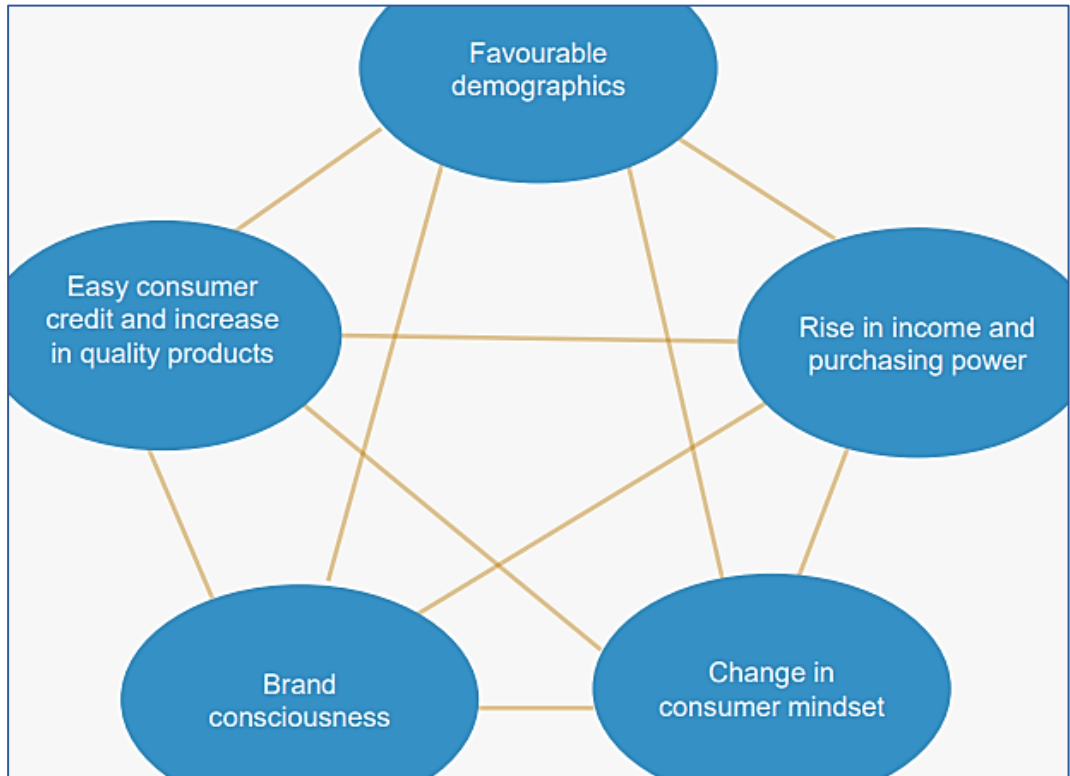 Favourable
demographics
Easy consumer
credit and increase
in quality products
Rise in income and
purchasing power
Brand
consciousness
Change in
consumer mindset